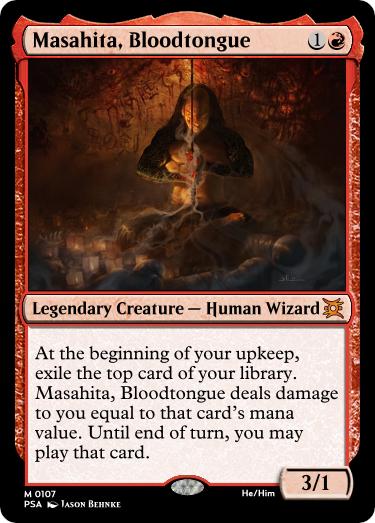 Masahita, Bloodtongue 1
Legendary Creature — Human Wizard
At the beginning of your upkeep,
exile the top card of your library.
Masahita, Bloodtongue deals damage
to you equal to that card's mana
value. Until end of turn, you may
play that card.
3/1
M 0107 He/Him
PSA Jason Behnke